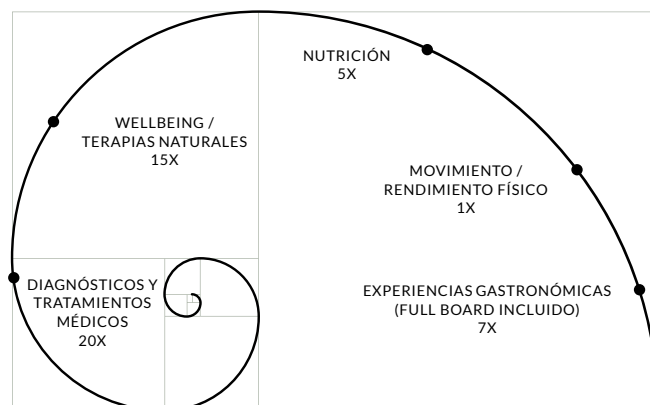 NUTRICIÓN
5X
WELLBEING /
TERAPIAS NATURALES
15X
MOVIMIENTO /
RENDIMIENTO FÍSICO
1X
DIAGNÓSTICOS Y
TRATAMIENTOS
MÉDICOS
20X
EXPERIENCIAS GASTRONÓMICAS
(FULL BOARD INCLUIDO)
7X